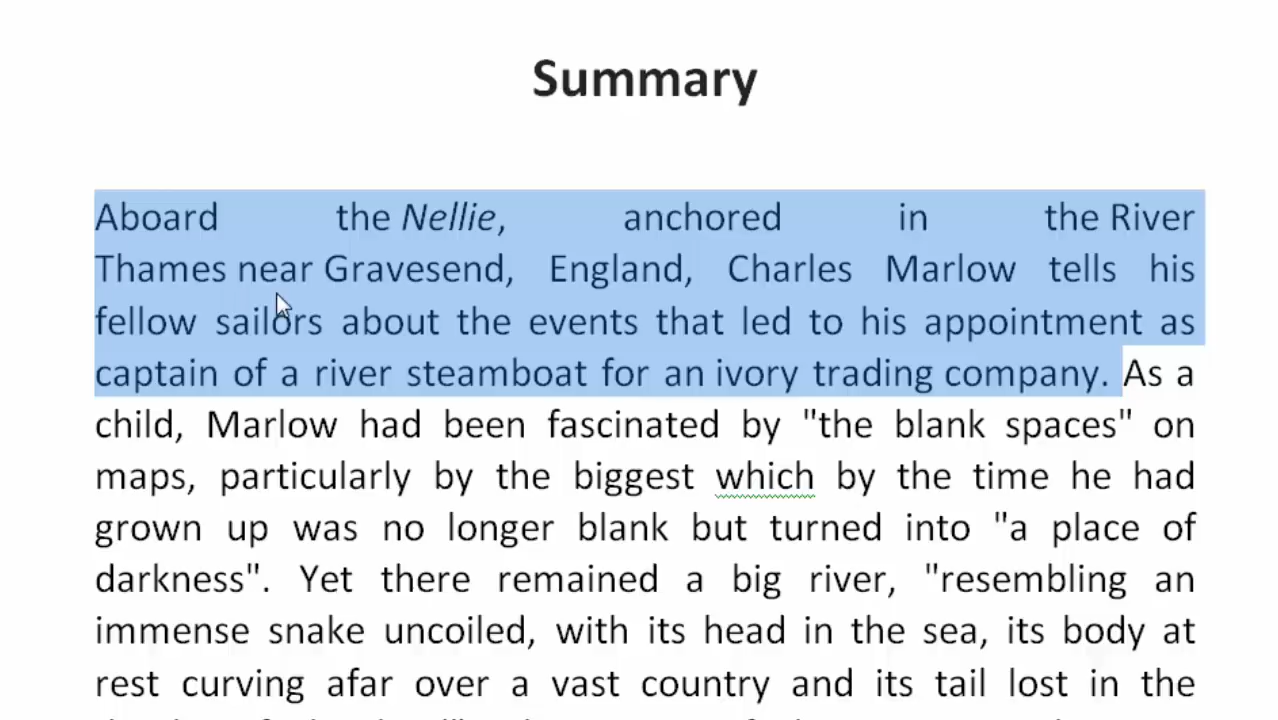 Summary
Aboard the Nellie, anchored in the River
Thames near Gravesend, England, Charles Marlow tells his
fellow sailors about the events that led to his appointment as
captain of a river steamboat for an ivory trading company. As a
child, Marlow had been fascinated by "the blank spaces" on
maps, particularly by the biggest which by the time he had
grown up was no longer blank but turned into "a place of
darkness". Yet there remained a big river, "resembling an
immense snake uncoiled, with its head in the sea, its body at
rest curving afar over a vast country and its tail lost in the